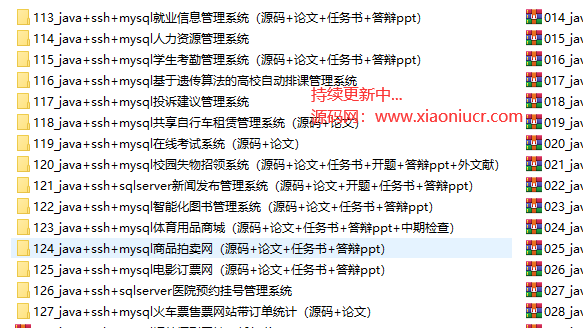 113_java+ssh+mysql就业信息管理系统（源码+论文+任务书+答辩ppt）
114_java+ssh+mysql人力资源管理系统
115_java+ssh+mysql学生考勤管理系统（源码+论文+任务书+答辩ppt）
116_java+ssh+mysql基于遗传算法的高校自动排课管理系统
117_java+ssh+mysql投诉建议管理系统
118_java+ssh+mysql共享自行车租赁管理系统（源码+论文）
119_java+ssh+mysql在线考试系统（源码+论文）
120_java+ssh+mysql校园失物招领系统（源码+论文+任务书+开题+答辩ppt+外文献）
121_java+ssh+sqlserver新闻发布管理系统（源码+论文+开题+任务书+答辩ppt）
122_java+ssh+mysql智能化图书管理系统（源码+论文+任务书+答辩ppt）
123_java+ssh+mysql体育用品商城（源码+论文+任务书+答辩ppt+中期检查）
124_java+ssh+mysql商品拍卖网（源码+论文+任务书+答辩ppt）
125_java+ssh+mysql电影订票网（源码+论文+任务书+答辩ppt）
126_java+ssh+sqlserver医院预约挂号管理系统
127_java+ssh+mysql火车票售票网站带订单统计（源码+论文）
持续更新中...
源码网：www.xiaoniucr.com
014_jav
015_jav
016_jav
017_jav
018_jav
019_jav
020_jav
021_jav
022_jav
023_jav
024_jav
025_jav
026_jav
027_jav
028_jav